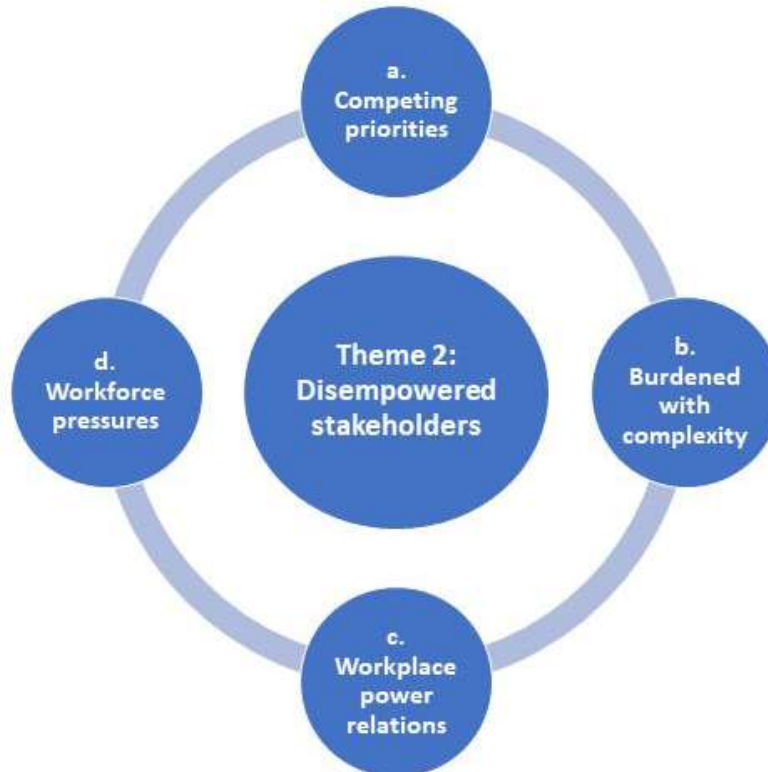 a.
Competing
priorities
Theme 2:
Disempowered
stakeholders
b.
Burdened
with
complexity
c.
Workplace
power
relations
d.
Workforce
pressures